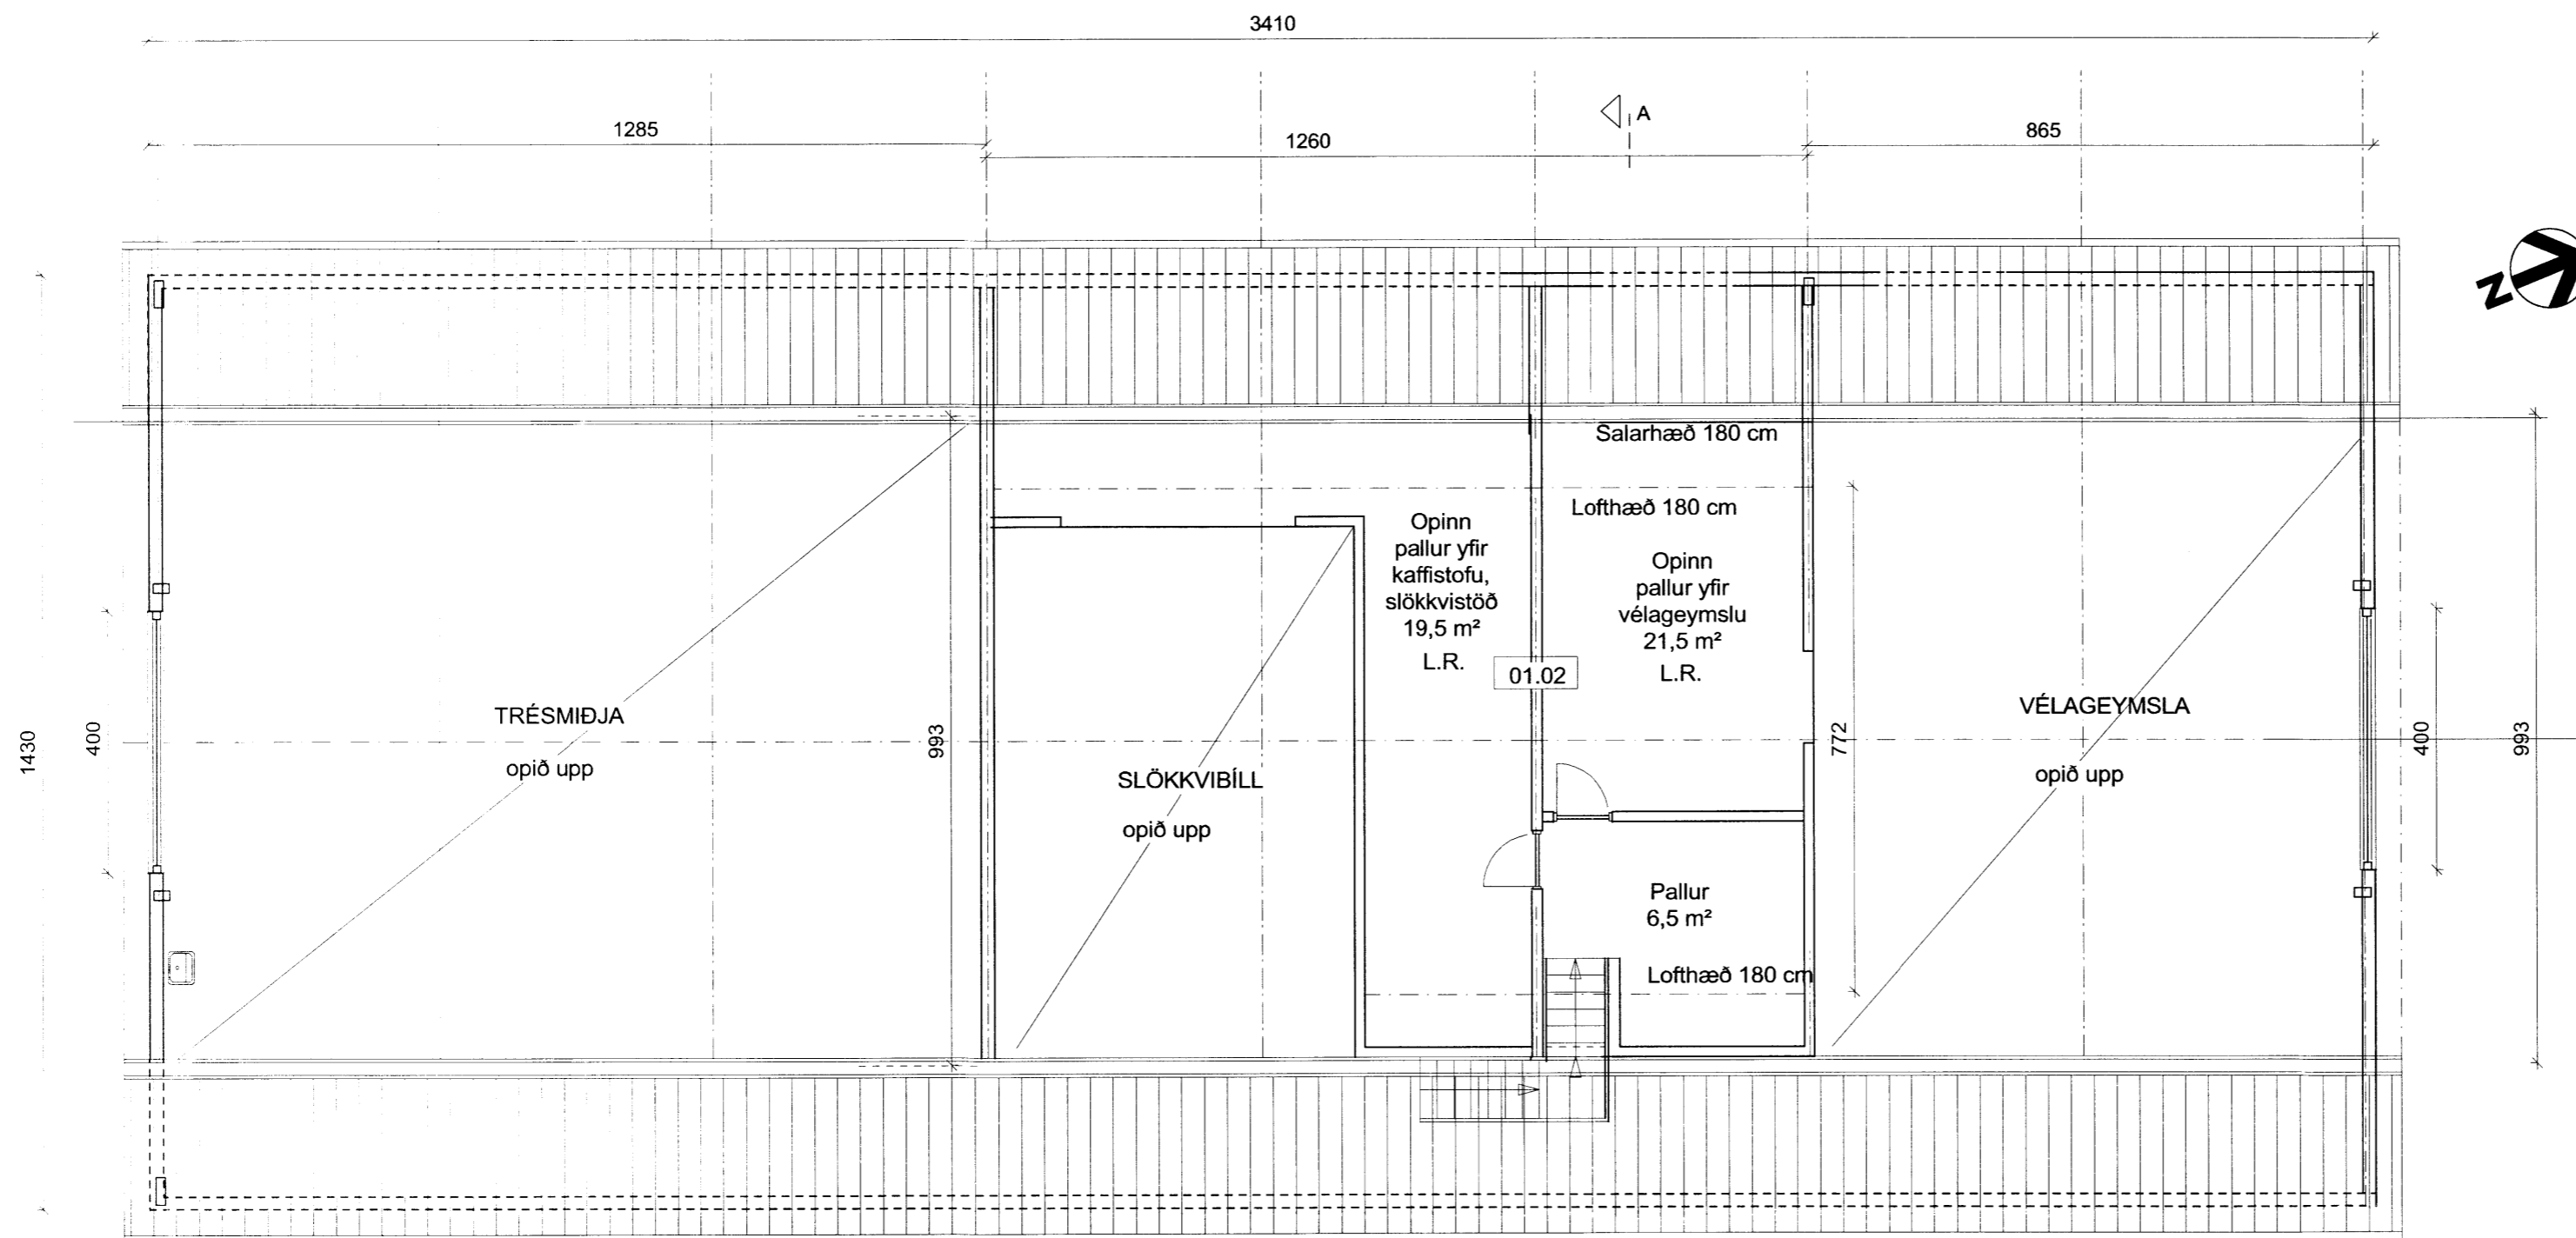 3410
1285
1260
A
865
N
Salarhæð 180 cm
Lofthæð 180 cm
Opinn
pallur yfir
kaffistofu,
slökkvistöð
19,5 m²
L.R.
Opinn
pallur yfir
vélageymslu
21,5 m²
L.R.
01.02
TRÉSMIÐJA
opið upp
SLÖKKVIBÍLL
opið upp
VÉLAGEYMSLA
opið upp
1430
400
993
772
400
993
Pallur
6,5 m²
Lofthæð 180 cm